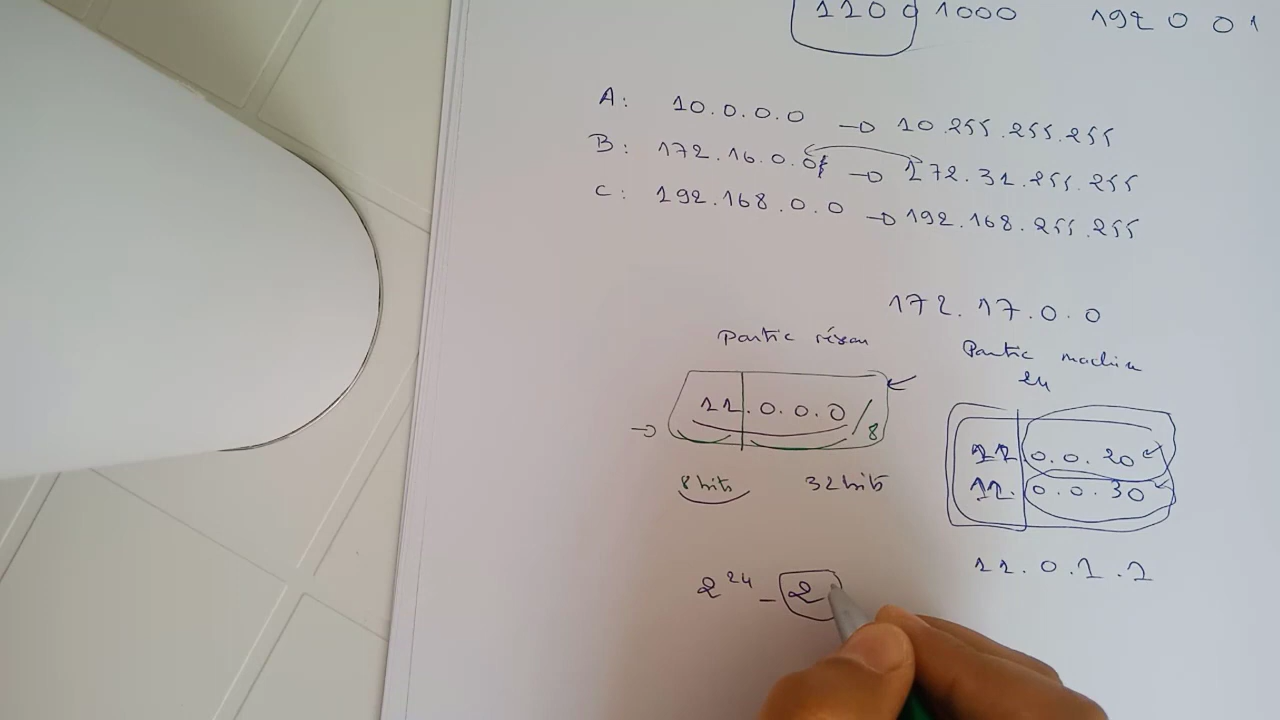 1100 1000 192 0 0 1
A: 10.0.0.0 → 10.255.255.255
B: 172.16.0.0 → 172.31.255.255
C: 192.168.0.0 → 192.168.255.255
172.17.0.0
Partie réseau
Partie machine
24
11.0.0.0/8
11.0.0.20
11.0.0.30
8 bits 32 bits
11.0.1.1
2^24 - 2